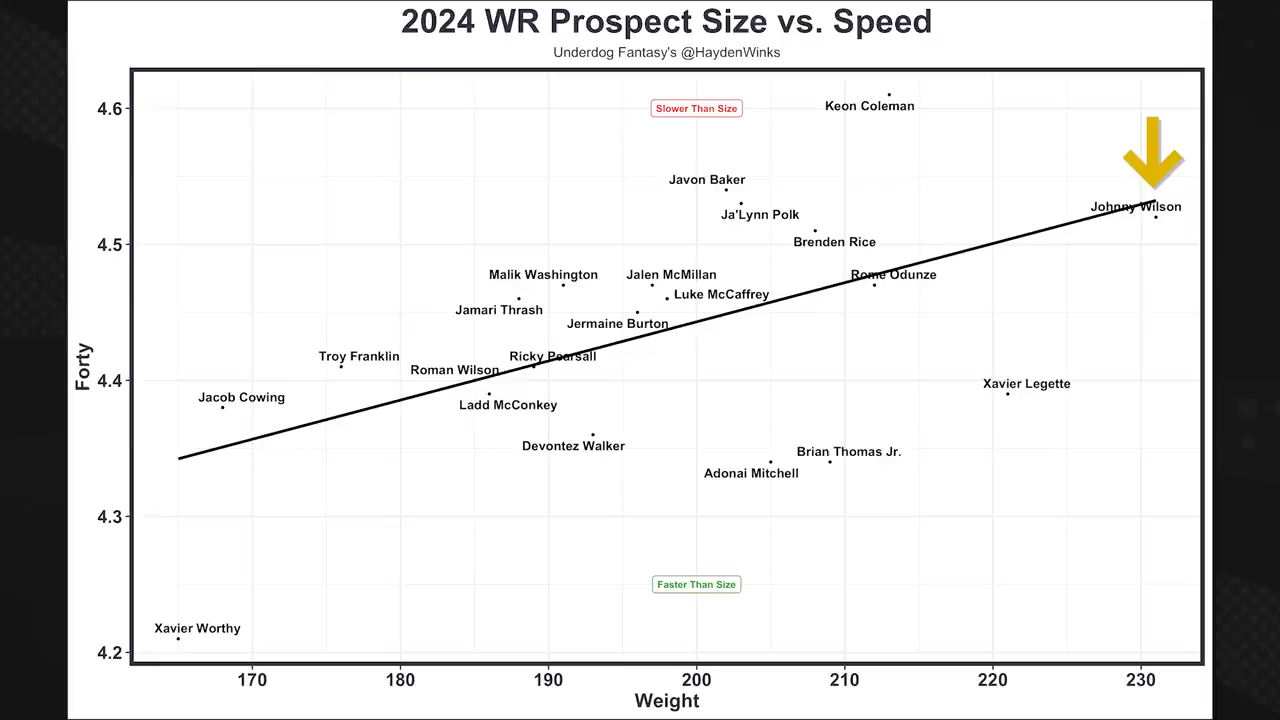 2024 WR Prospect Size vs. Speed
Underdog Fantasy's @HaydenWinks
4.6
Slower Than Size
Keon Coleman
Javon Baker
Johnny Wilson
Ja'Lynn Polk
4.5
Brenden Rice
Malik Washington
Jalen McMillan
Rome Odunze
Luke McCaffrey
Jamari Thrash
Jermaine Burton
Troy Franklin
Ricky Pearsall
Roman Wilson
Forty
4.4
Xavier Legette
Jacob Cowing
Ladd McConkey
Devontez Walker
Brian Thomas Jr.
Adonai Mitchell
4.3
Faster Than Size
Xavier Worthy
4.2
170
180
190
200
210
220
230
Weight